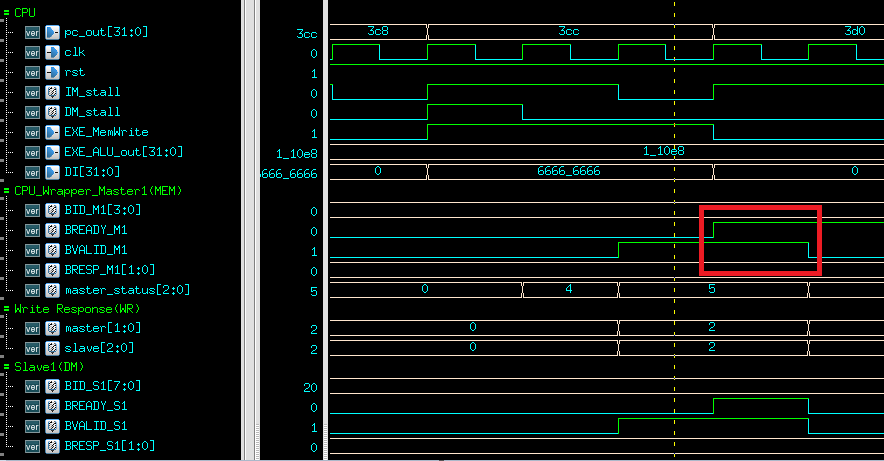 CPU
ver pc_out[31:0] 3cc 3c8 3cc 3d0
ver clk 0
ver rst 1
ver IM_stall 0
ver DM_stall 0
ver EXE_MemWrite 1
ver EXE_ALU_out[31:0] 1_10e8 1_10e8
ver DI[31:0] 6666_6666 0 6666_6666 0
CPU_Wrapper_Master1(MEM)
ver BID_M1[3:0] 0
ver BREADY_M1 0
ver BVALID_M1 1
ver BRESP_M1[1:0] 0
ver master_status[2:0] 5 0 4 5
Write Response(WR)
ver master[1:0] 2 0 2
ver slave[2:0] 2 0 2
Slave1(DM)
ver BID_S1[7:0] 20
ver BREADY_S1 0
ver BVALID_S1 1
ver BRESP_S1[1:0] 0